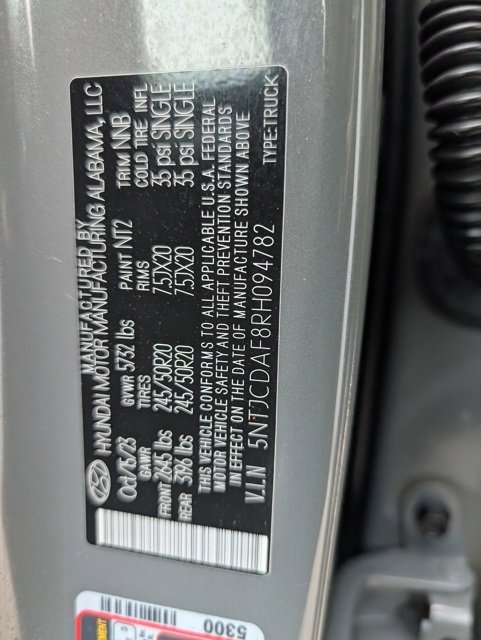 MANUFACTURED BY
HYUNDAI MOTOR MANUFACTURING ALABAMA, LLC
GVWR 5732 lbs PAINT NT2 TRIM NNB
GAWR TIRES RIMS COLD TIRE INFL
FRONT 2645 lbs 245/50R20 7.5JX20 35 psi SINGLE
REAR 3196 lbs 245/50R20 7.5JX20 35 psi SINGLE
THIS VEHICLE CONFORMS TO ALL APPLICABLE U.S.A. FEDERAL
MOTOR VEHICLE SAFETY AND THEFT PREVENTION STANDARDS
IN EFFECT ON THE DATE OF MANUFACTURE SHOWN ABOVE
V.I.N 5NTJCDAF8RH094782 TYPE:TRUCK
5300